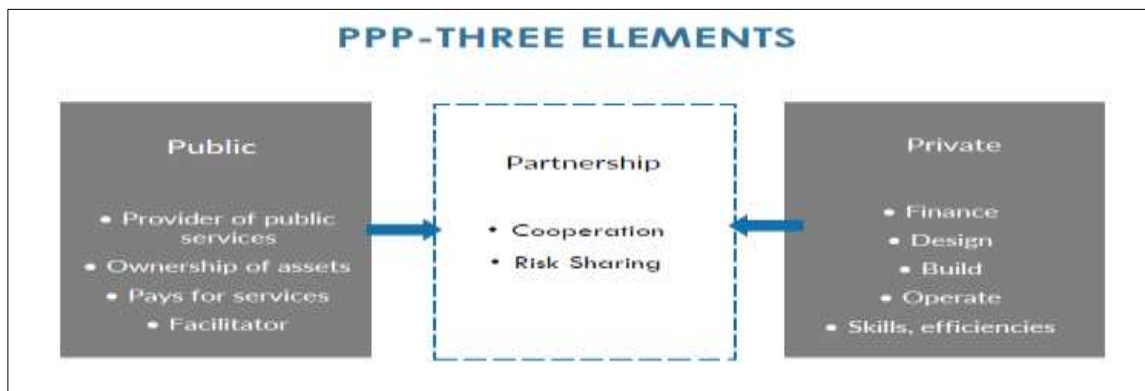 PPP-THREE ELEMENTS
Public
• Provider of public
services
• Ownership of assets
• Pays for services
• Facilitator
Partnership
• Cooperation
• Risk Sharing
Private
• Finance
• Design
• Build
• Operate
• Skills, efficiencies